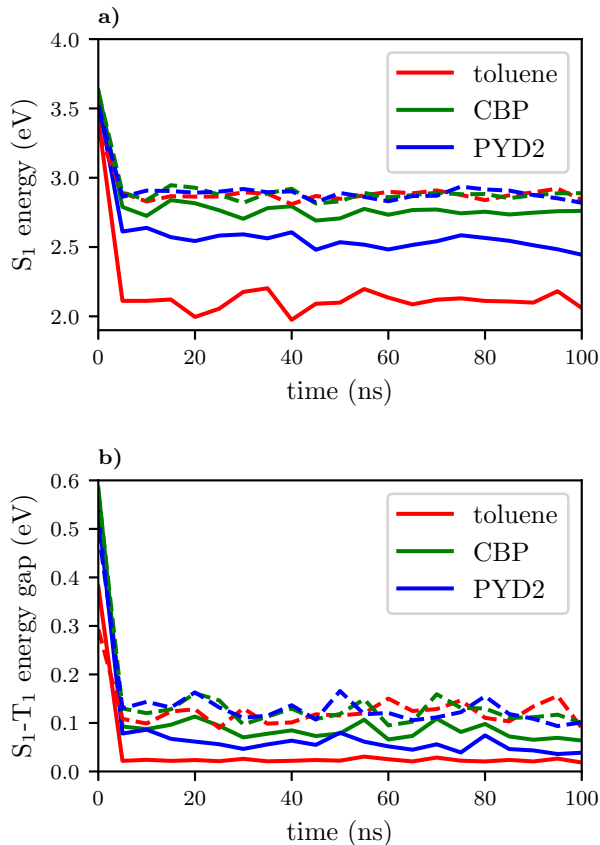 a)
4.0
3.5
3.0
2.5
2.0
S₁ energy (eV)
toluene
CBP
PYD2
0
20
40
60
80
100
time (ns)
b)
0.6
0.5
0.4
0.3
0.2
0.1
0.0
S₁-T₁ energy gap (eV)
toluene
CBP
PYD2
0
20
40
60
80
100
time (ns)